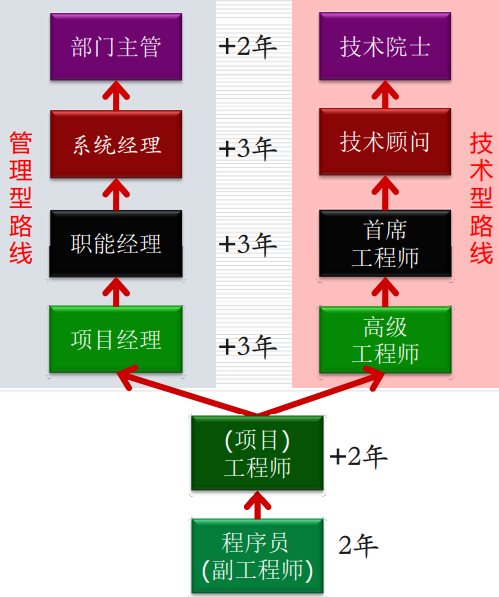 部门主管
+2年
技术院士
系统经理
+3年
技术顾问
管理型路线
技术型路线
职能经理
+3年
首席
工程师
项目经理
+3年
高级
工程师
(项目)
工程师
+2年
程序员
(副工程师)
2年